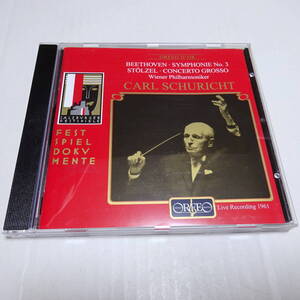 BEETHOVEN · SYMPHONIE No. 3
STÖLZEL · CONCERTO GROSSO
Wiener Philharmoniker
CARL SCHURICHT
SALZBURGER
FEST
SPIEL
DOKV
MENTE
ORFEO
Live Recording 1961